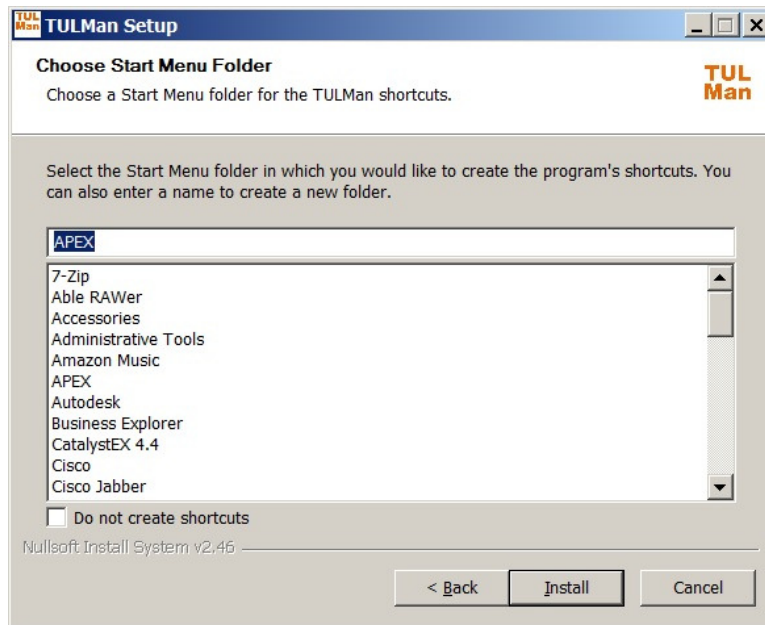 TUL
Man
TULMan Setup
Choose Start Menu Folder
Choose a Start Menu folder for the TULMan shortcuts.
TUL
Man
Select the Start Menu folder in which you would like to create the program's shortcuts. You
can also enter a name to create a new folder.
APEX
7-Zip
Able RAWer
Accessories
Administrative Tools
Amazon Music
APEX
Autodesk
Business Explorer
CatalystEX 4.4
Cisco
Cisco Jabber
Do not create shortcuts
Nullsoft Install System v2.46
< Back
Install
Cancel